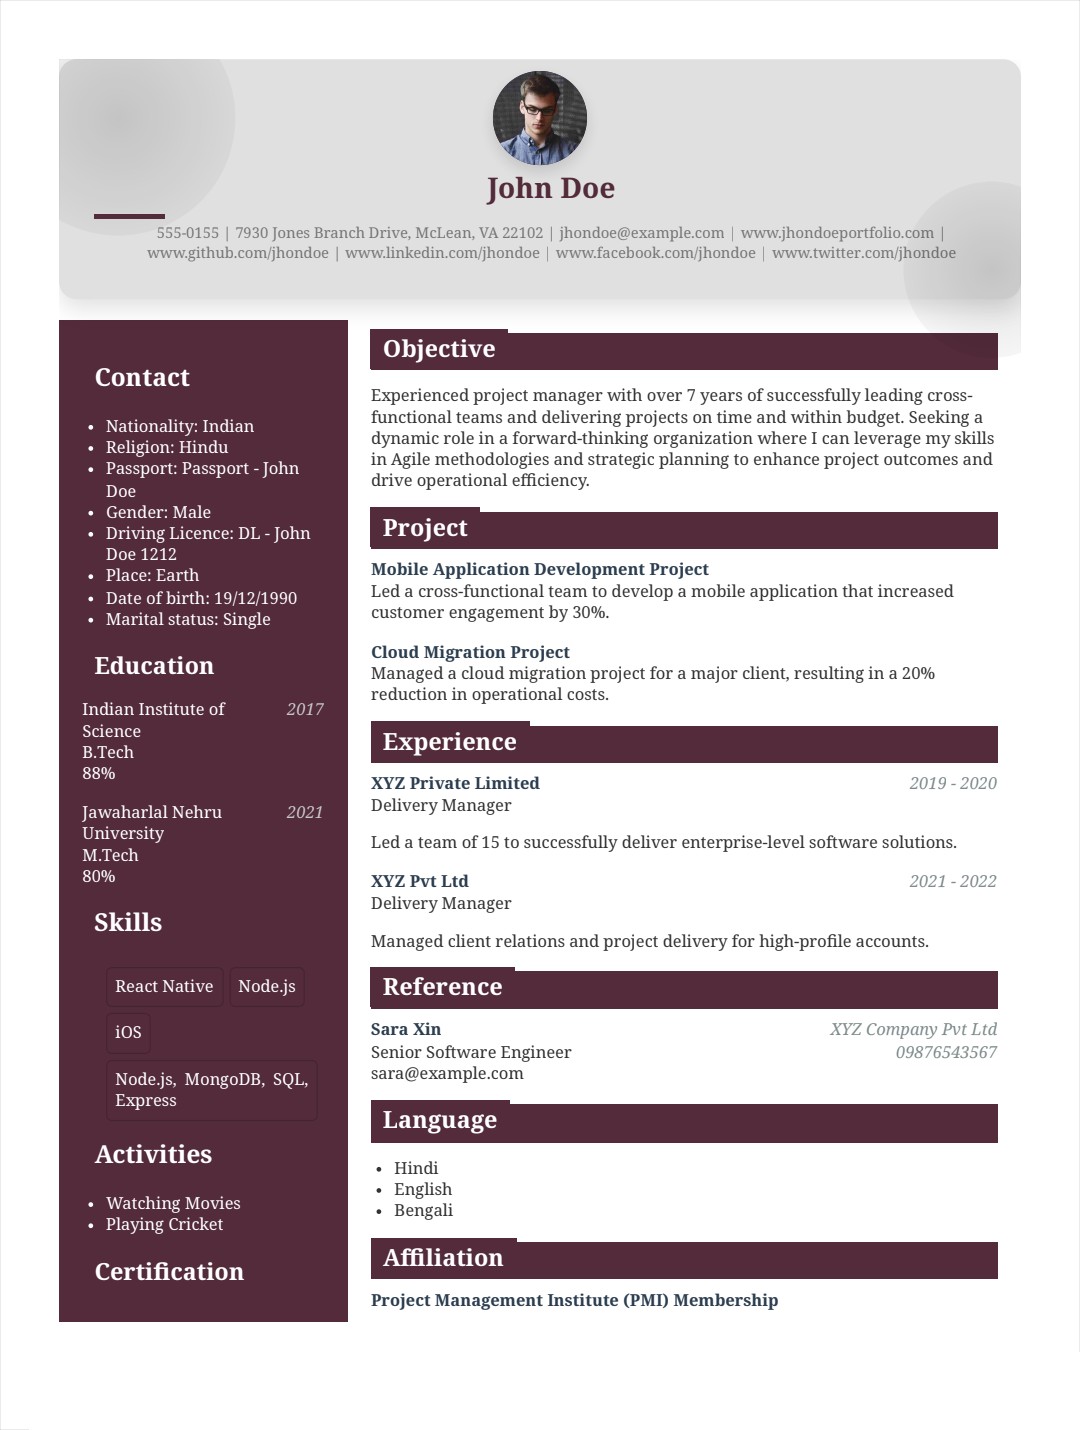 John Doe
555-0155 | 7930 Jones Branch Drive, McLean, VA 22102 | jhondoe@example.com | www.jhondoeportfolio.com |
www.github.com/jhondoe | www.linkedin.com/jhondoe | www.facebook.com/jhondoe | www.twitter.com/jhondoe
Contact
• Nationality: Indian
• Religion: Hindu
• Passport: Passport - John
Doe
• Gender: Male
• Driving Licence: DL - John
Doe 1212
• Place: Earth
• Date of birth: 19/12/1990
• Marital status: Single
Education
Indian Institute of 2017
Science
B.Tech
88%
Jawaharlal Nehru 2021
University
M.Tech
80%
Skills
React Native Node.js
iOS
Node.js, MongoDB, SQL,
Express
Activities
• Watching Movies
• Playing Cricket
Certification
Objective
Experienced project manager with over 7 years of successfully leading cross-
functional teams and delivering projects on time and within budget. Seeking a
dynamic role in a forward-thinking organization where I can leverage my skills
in Agile methodologies and strategic planning to enhance project outcomes and
drive operational efficiency.
Project
Mobile Application Development Project
Led a cross-functional team to develop a mobile application that increased
customer engagement by 30%.
Cloud Migration Project
Managed a cloud migration project for a major client, resulting in a 20%
reduction in operational costs.
Experience
XYZ Private Limited 2019 - 2020
Delivery Manager
Led a team of 15 to successfully deliver enterprise-level software solutions.
XYZ Pvt Ltd 2021 - 2022
Delivery Manager
Managed client relations and project delivery for high-profile accounts.
Reference
Sara Xin XYZ Company Pvt Ltd
Senior Software Engineer 09876543567
sara@example.com
Language
• Hindi
• English
• Bengali
Affiliation
Project Management Institute (PMI) Membership